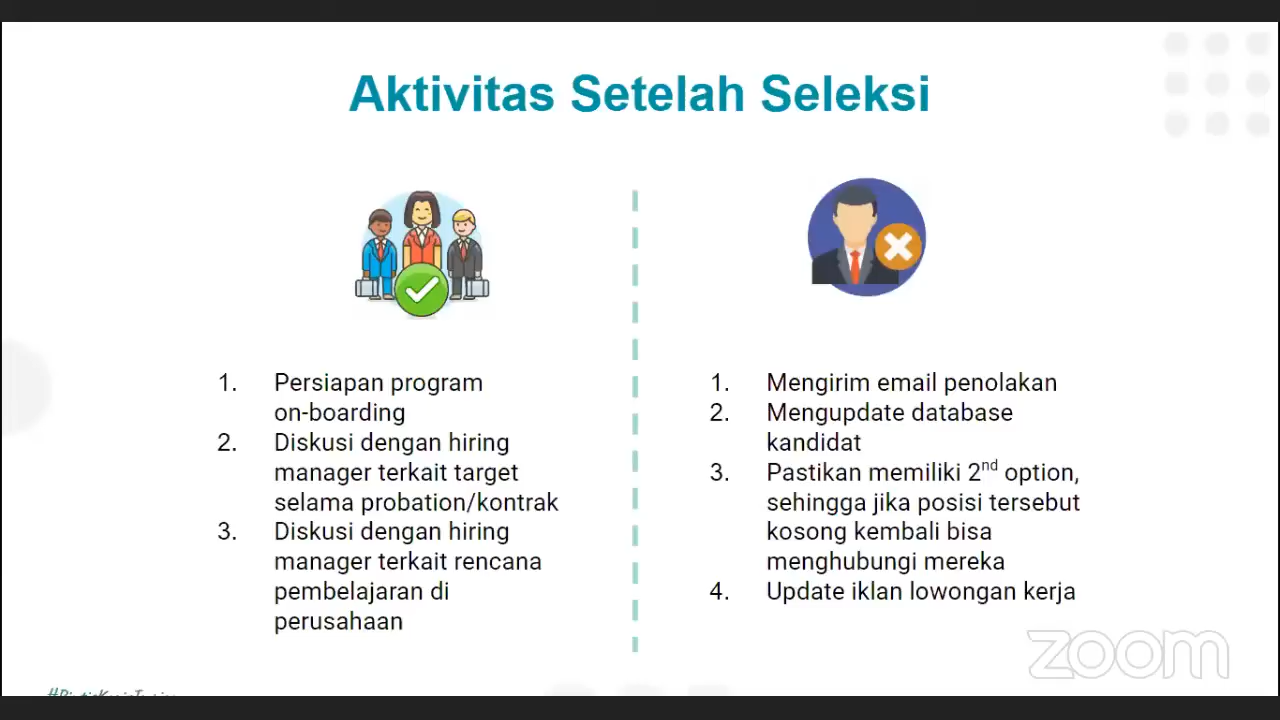 Aktivitas Setelah Seleksi
1. Persiapan program
on-boarding
2. Diskusi dengan hiring
manager terkait target
selama probation/kontrak
3. Diskusi dengan hiring
manager terkait rencana
pembelajaran di
perusahaan
1. Mengirim email penolakan
2. Mengupdate database
kandidat
3. Pastikan memiliki 2nd option,
sehingga jika posisi tersebut
kosong kembali bisa
menghubungi mereka
4. Update iklan lowongan kerja
zoom